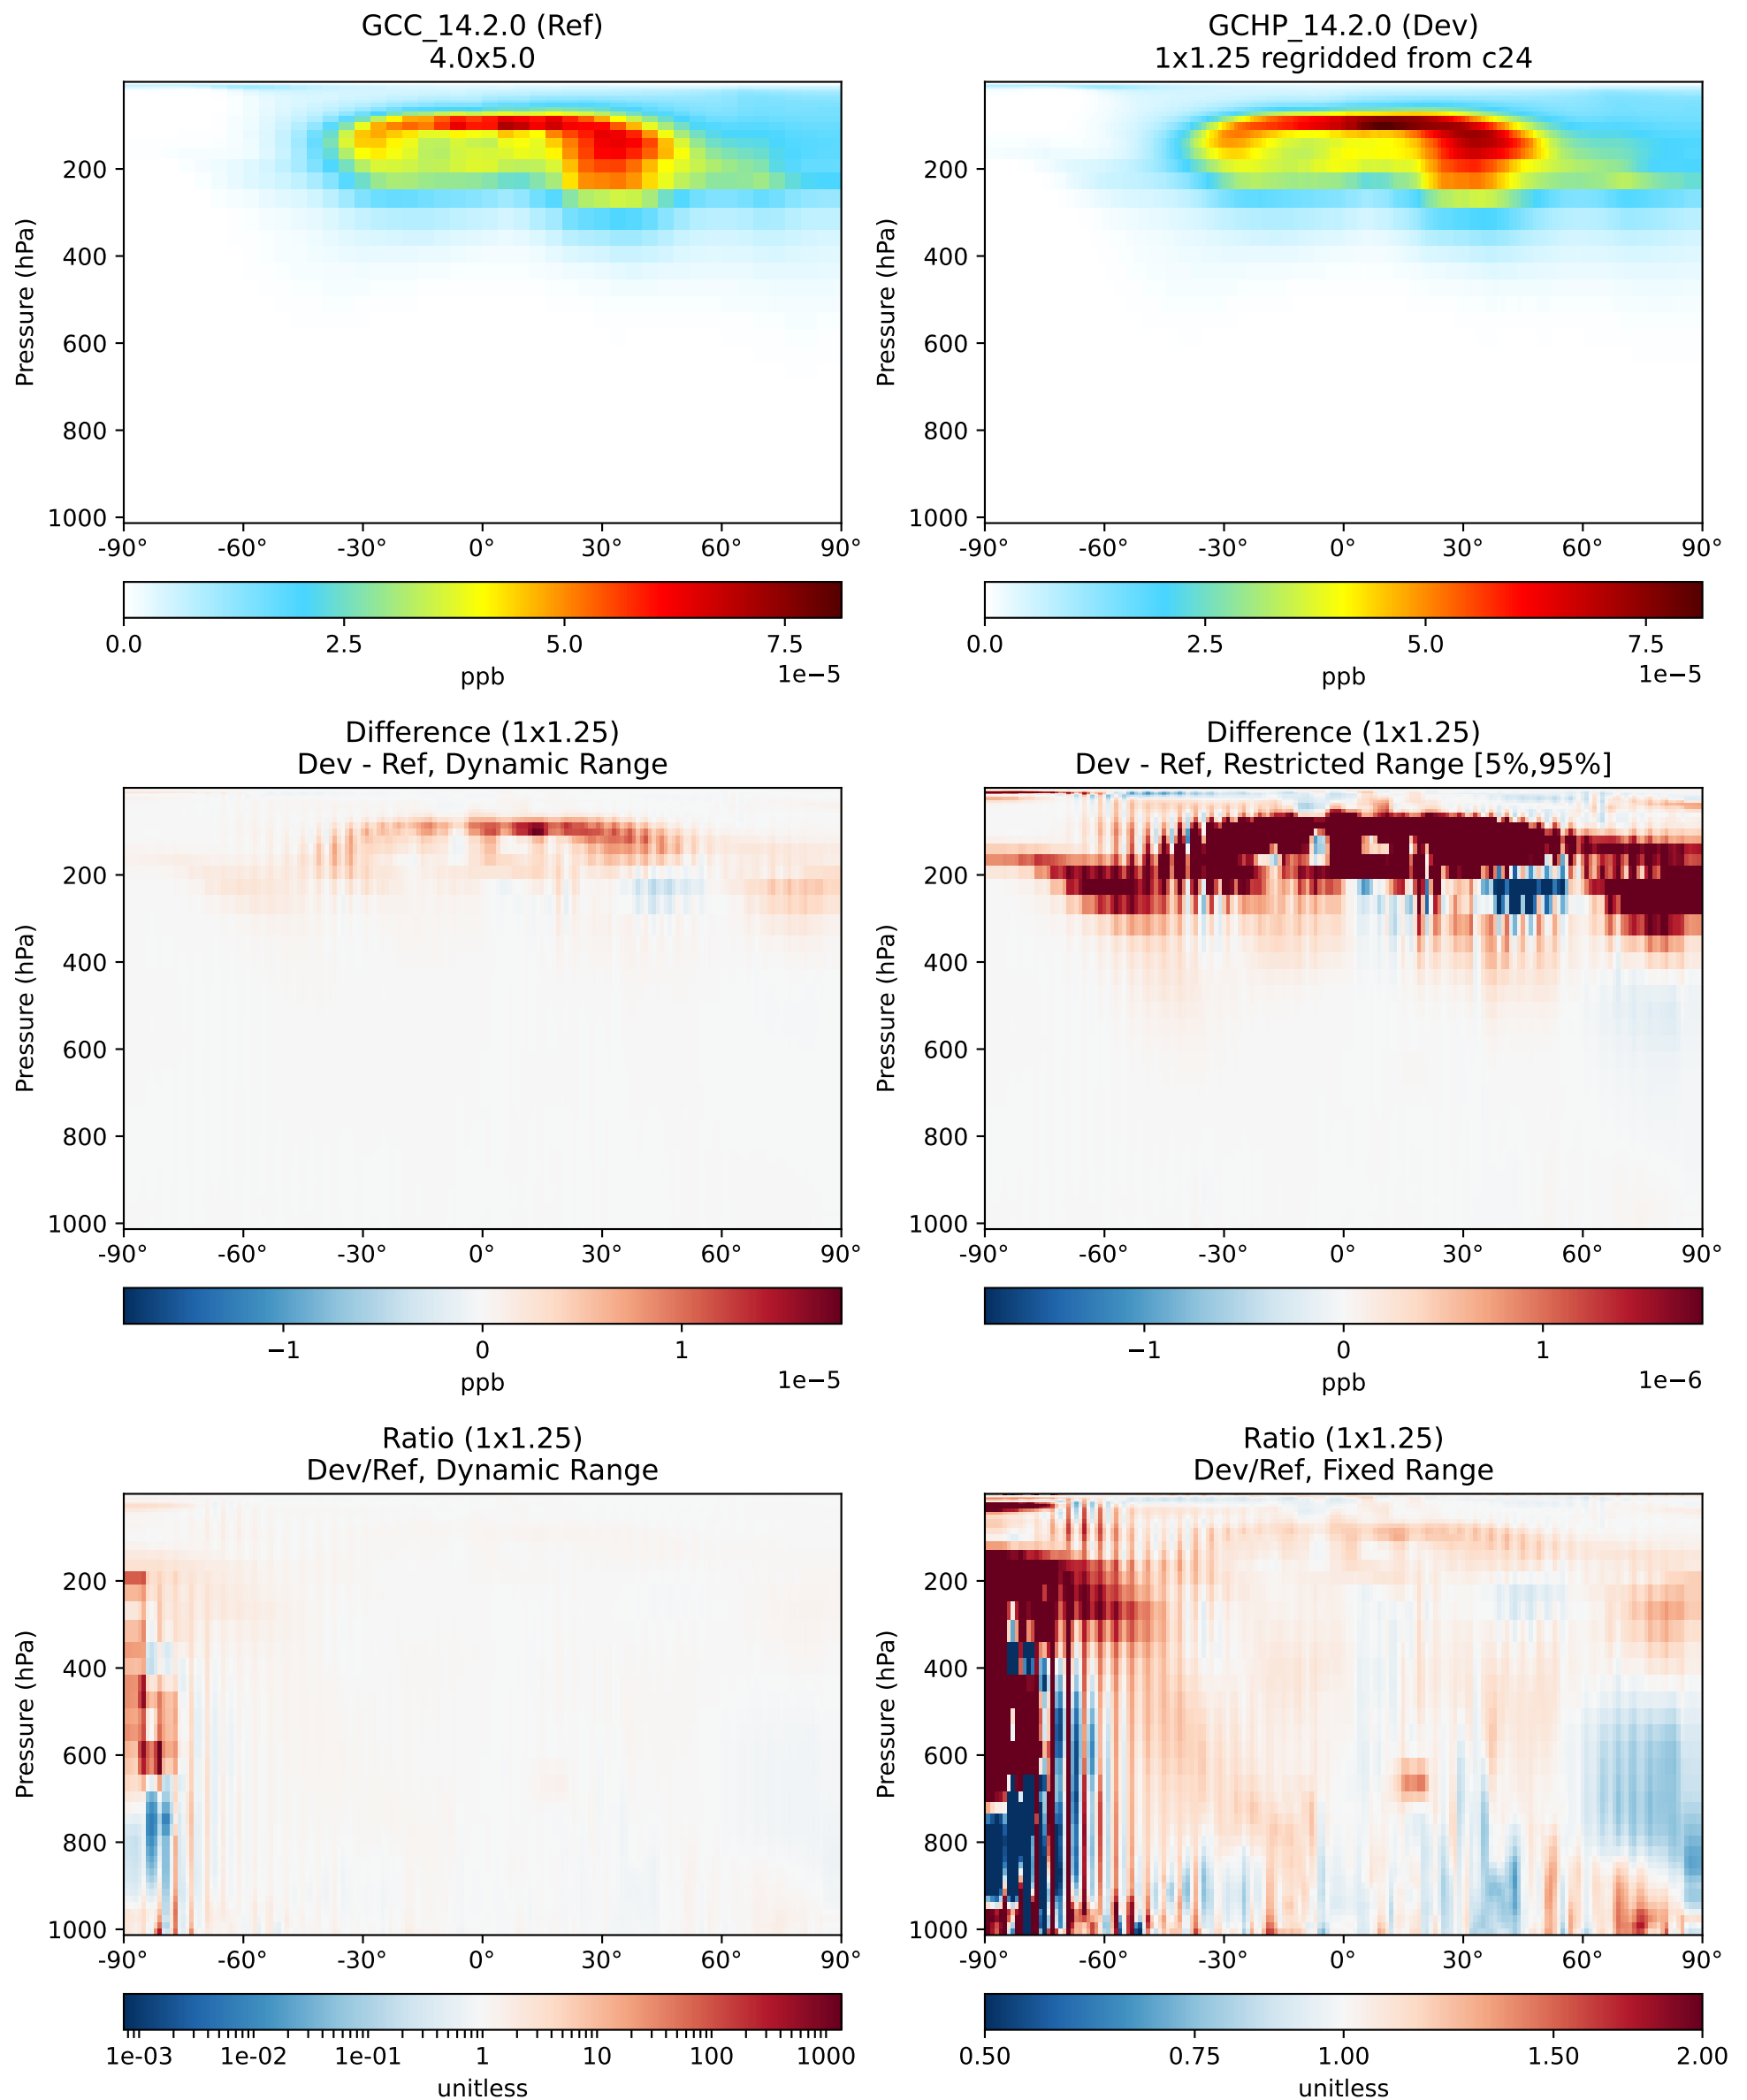 GCC_14.2.0 (Ref)
4.0x5.0
Pressure (hPa)
200
400
600
800
1000
-90° -60° -30° 0° 30° 60° 90°
0.0 2.5 5.0 7.5
1e−5
ppb
GCHP_14.2.0 (Dev)
1x1.25 regridded from c24
Pressure (hPa)
200
400
600
800
1000
-90° -60° -30° 0° 30° 60° 90°
0.0 2.5 5.0 7.5
1e−5
ppb
Difference (1x1.25)
Dev - Ref, Dynamic Range
Pressure (hPa)
200
400
600
800
1000
-90° -60° -30° 0° 30° 60° 90°
−1 0 1
1e−5
ppb
Difference (1x1.25)
Dev - Ref, Restricted Range [5%,95%]
Pressure (hPa)
200
400
600
800
1000
-90° -60° -30° 0° 30° 60° 90°
−1 0 1
1e−6
ppb
Ratio (1x1.25)
Dev/Ref, Dynamic Range
Pressure (hPa)
200
400
600
800
1000
-90° -60° -30° 0° 30° 60° 90°
1e-03 1e-02 1e-01 1 10 100 1000
unitless
Ratio (1x1.25)
Dev/Ref, Fixed Range
Pressure (hPa)
200
400
600
800
1000
-90° -60° -30° 0° 30° 60° 90°
0.50 0.75 1.00 1.50 2.00
unitless